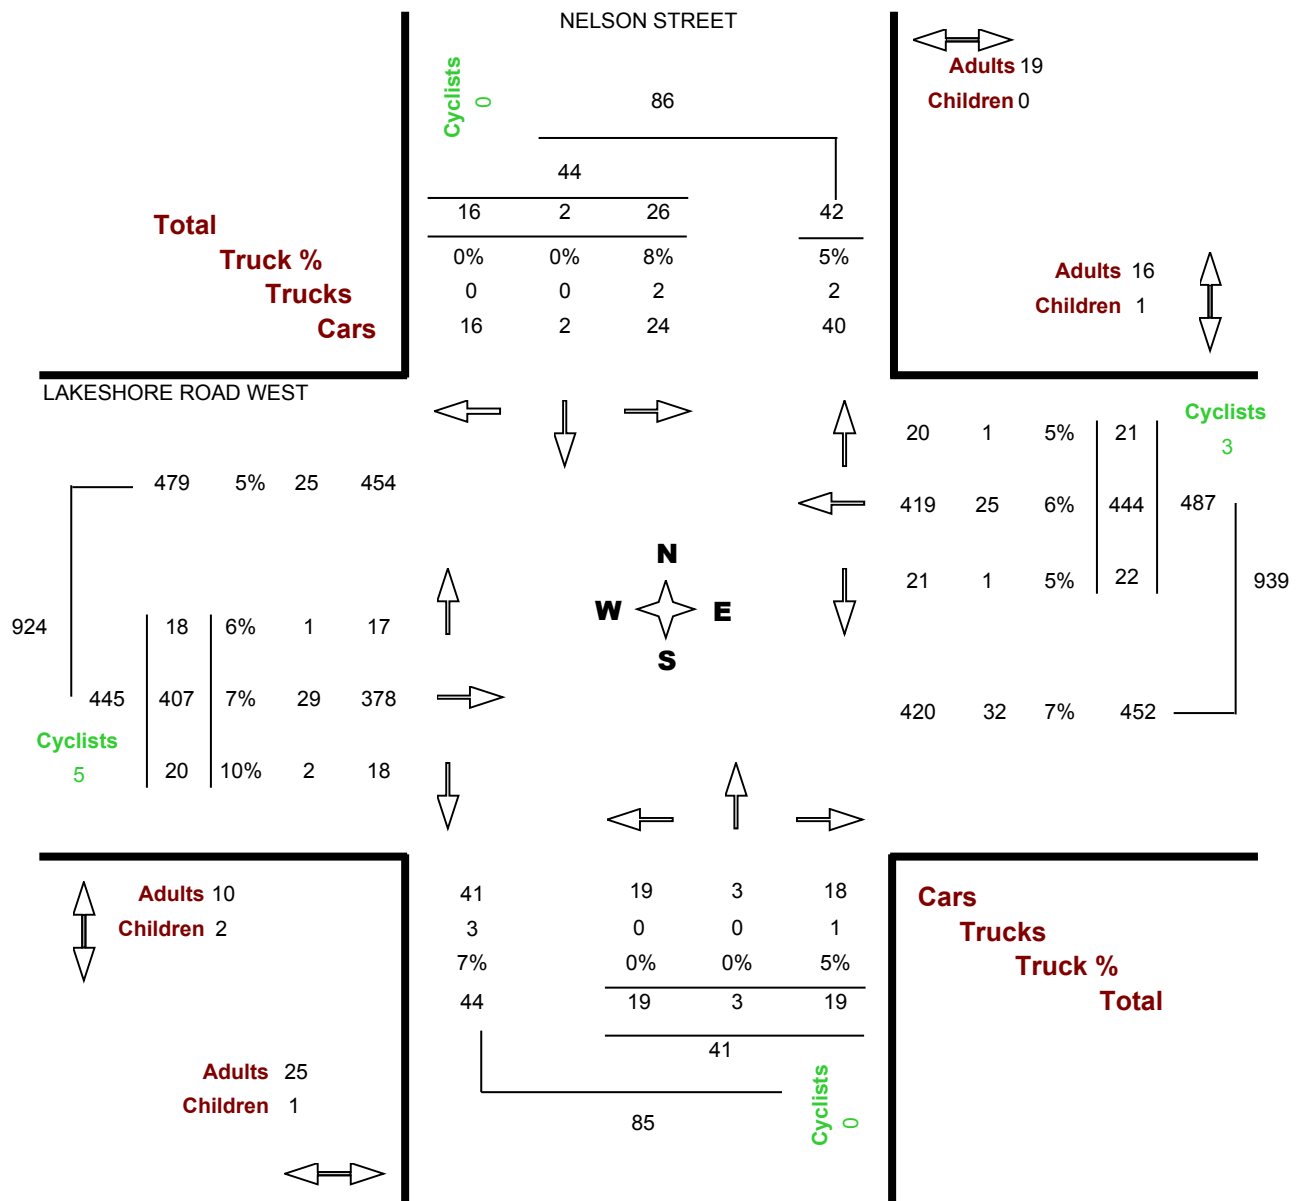 NELSON STREET
Adults 19
Children 0
Cyclists
0
86
44
16 2 26 42
Total
Truck %
Trucks
Cars
0% 0% 8% 5%
0 0 2 2
16 2 24 40
Adults 16
Children 1
LAKESHORE ROAD WEST
Cyclists
3
20 1 5% 21
479 5% 25 454
419 25 6% 444 487
21 1 5% 22
939
N
W E
S
924
18 6% 1 17
445 407 7% 29 378
420 32 7% 452
Cyclists
5
20 10% 2 18
Adults 10
Children 2
41 19 3 18
3 0 0 1
7% 0% 0% 5%
44 19 3 19
41
Cars
Trucks
Truck %
Total
Adults 25
Children 1
85
Cyclists
0